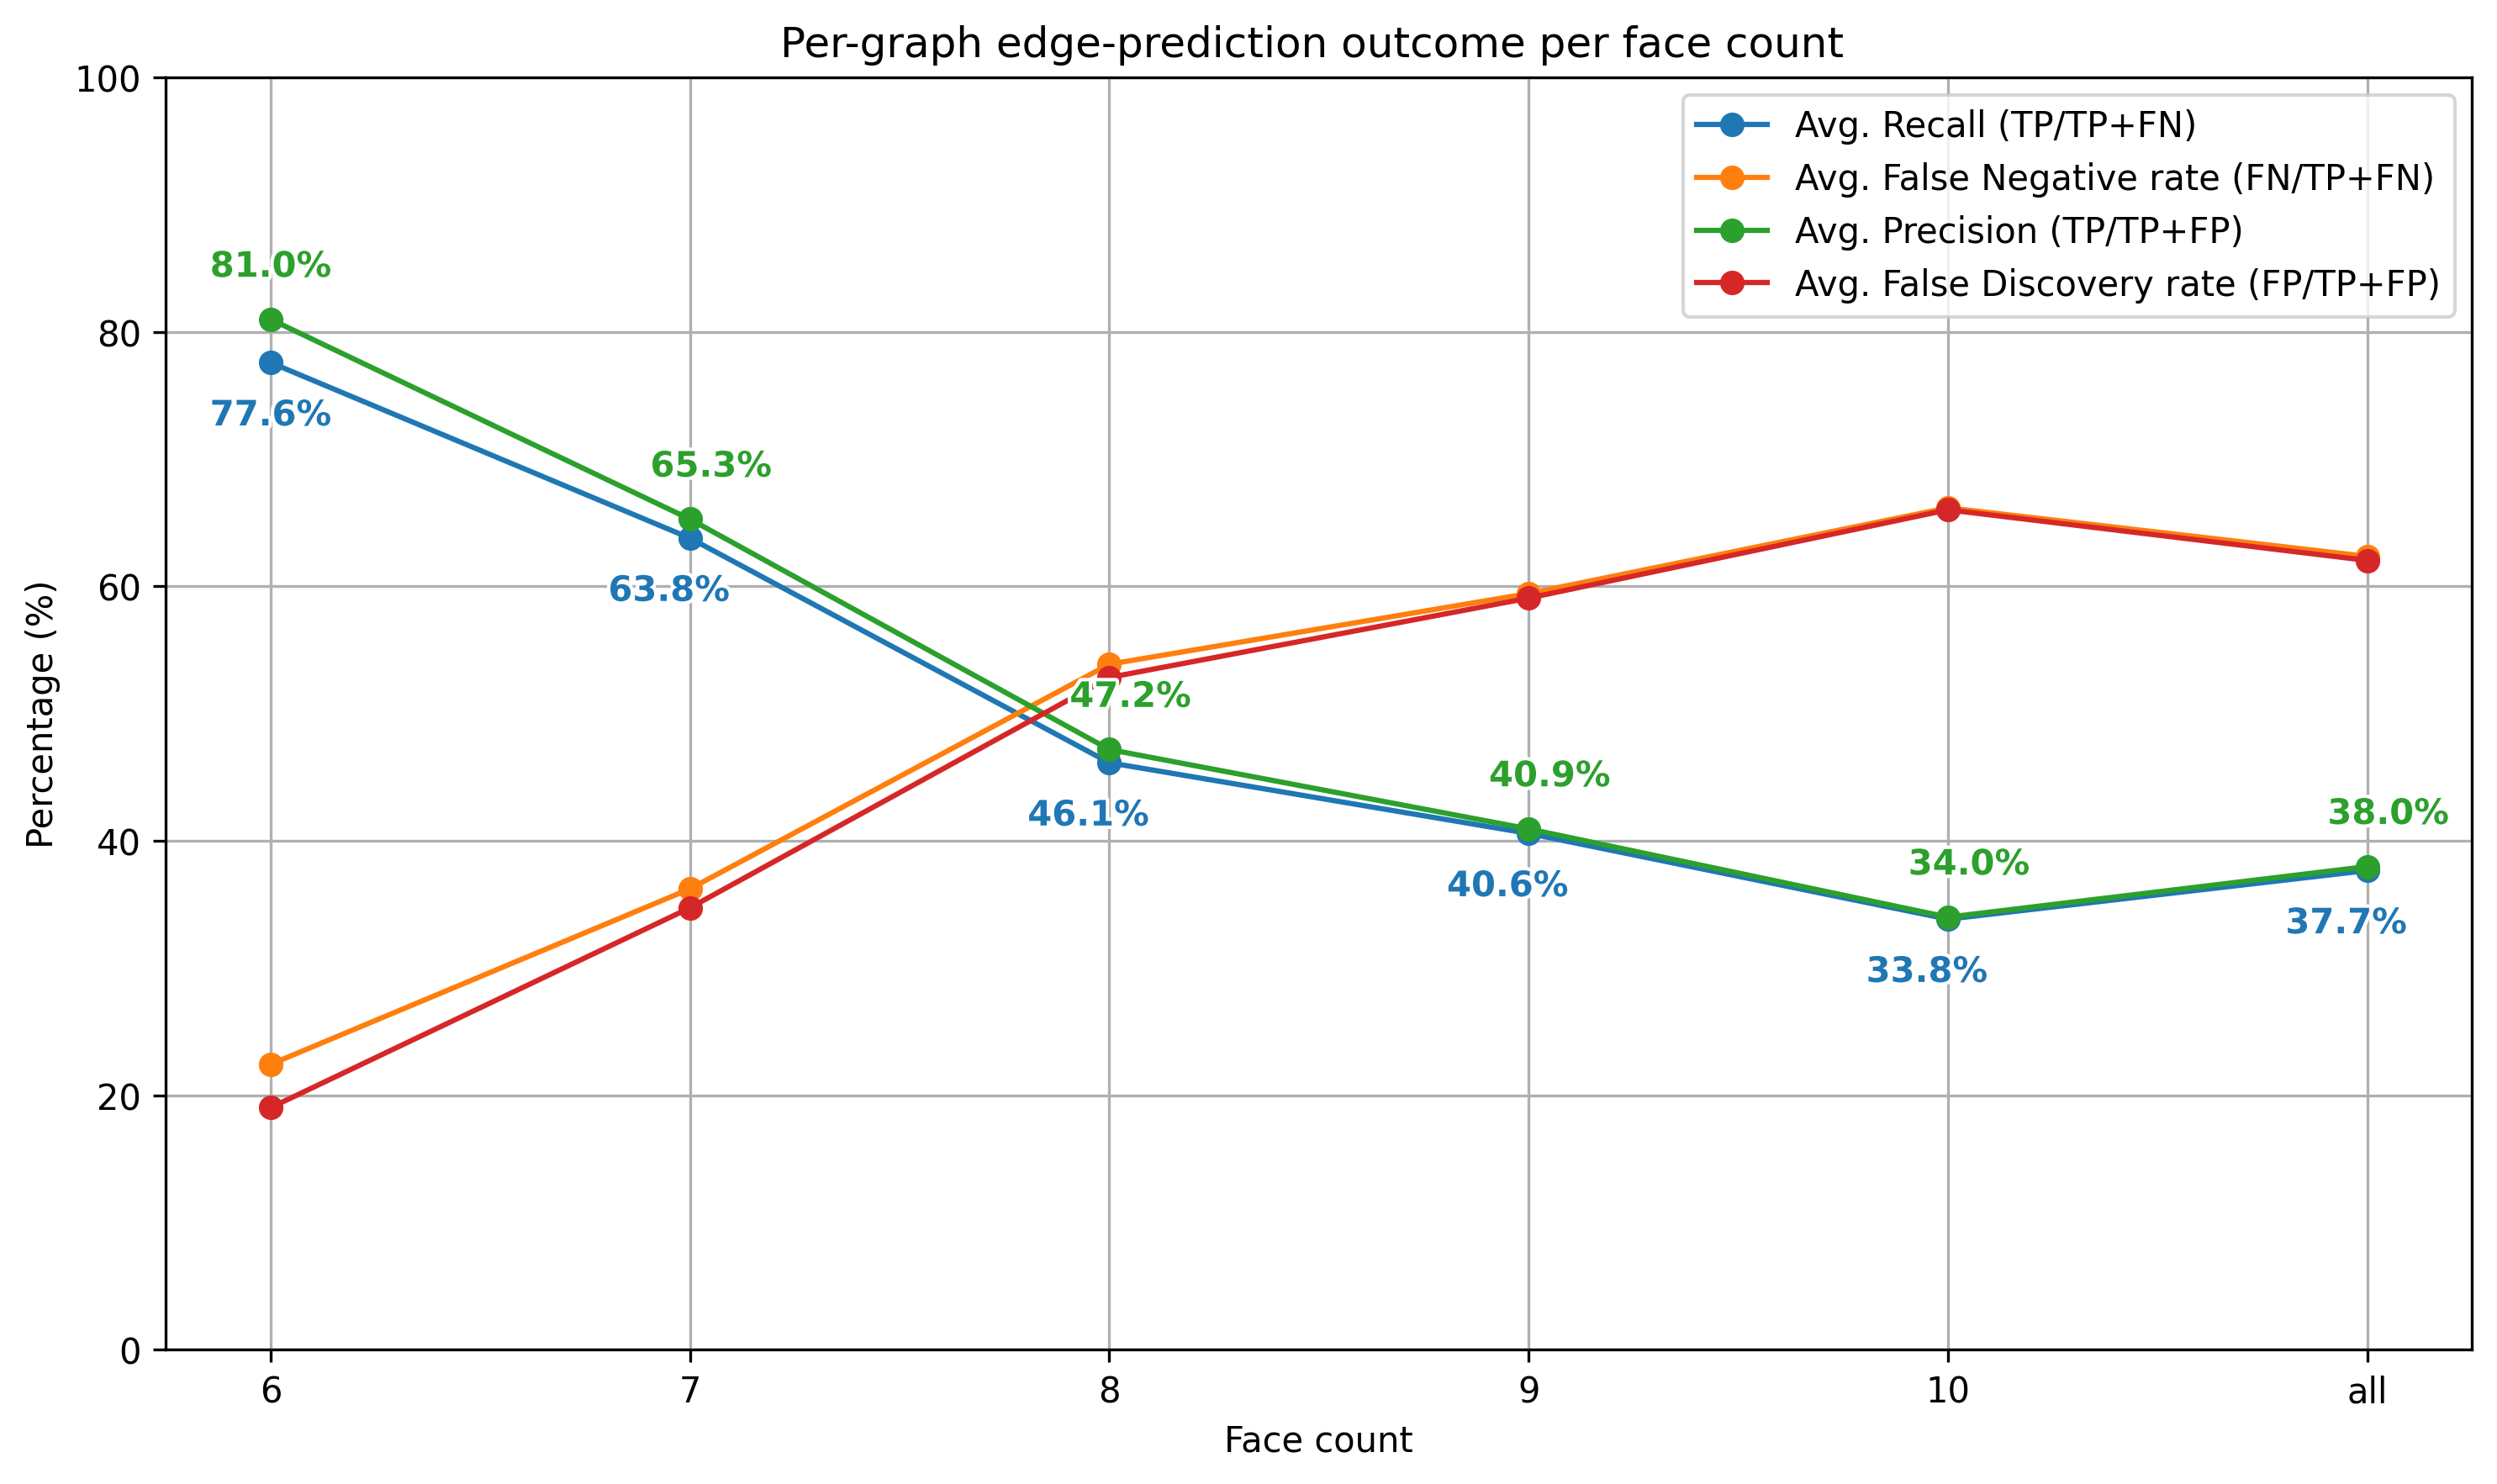 Per-graph edge-prediction outcome per face count
100
80
60
40
20
0
Percentage (%)
Avg. Recall (TP/TP+FN)
Avg. False Negative rate (FN/TP+FN)
Avg. Precision (TP/TP+FP)
Avg. False Discovery rate (FP/TP+FP)
81.0%
77.6%
65.3%
63.8%
47.2%
46.1%
40.9%
40.6%
34.0%
33.8%
38.0%
37.7%
6 7 8 9 10 all
Face count